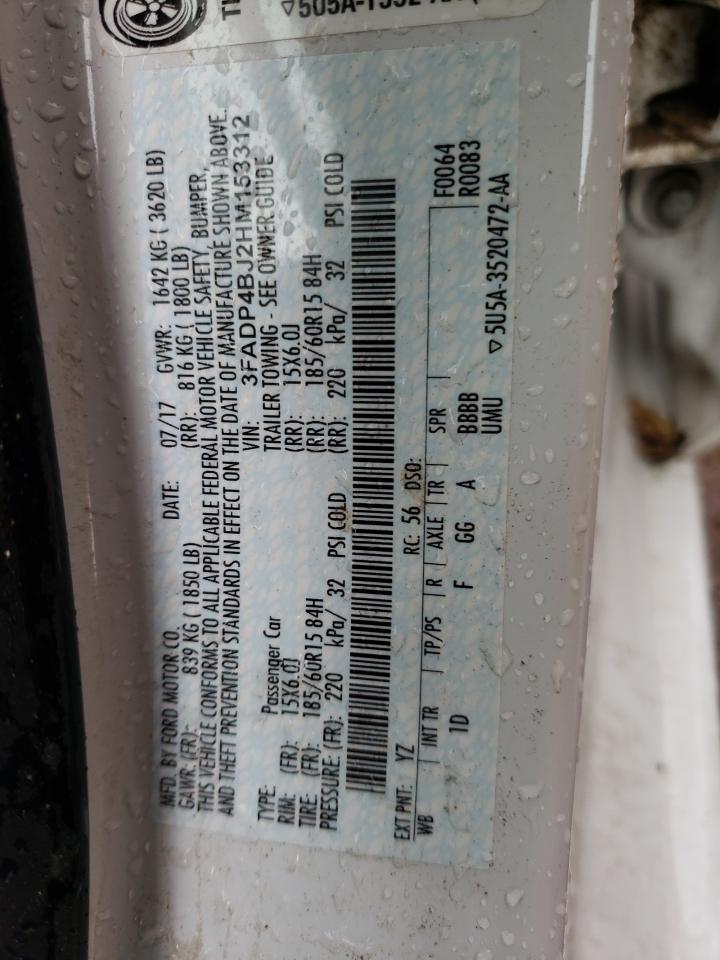 ▽5U5A-1532
MFD. BY FORD MOTOR CO. DATE: 07/17 GVWR: 1642 KG ( 3620 LB)
GAWR: (FR): 839 KG ( 1850 LB) (RR): 816 KG ( 1800 LB)
THIS VEHICLE CONFORMS TO ALL APPLICABLE FEDERAL MOTOR VEHICLE SAFETY, BUMPER,
AND THEFT PREVENTION STANDARDS IN EFFECT ON THE DATE OF MANUFACTURE SHOWN ABOVE.
VIN: 3FADP4BJ2HM153312
TYPE: Passenger Car TRAILER TOWING - SEE OWNER GUIDE
RIM: (FR): 15X6.0J (RR): 15X6.0J
TIRE: (FR): 185/60R15 84H (RR): 185/60R15 84H
PRESSURE: (FR): 220 kPa/ 32 PSI COLD (RR): 220 kPa/ 32 PSI COLD
EXT PNT: YZ RC: 56 DSO: F0064
WB INT TR TP/PS R AXLE TR SPR R0083
1D F GG A BBBB
UMU ▽5U5A-3520472-AA